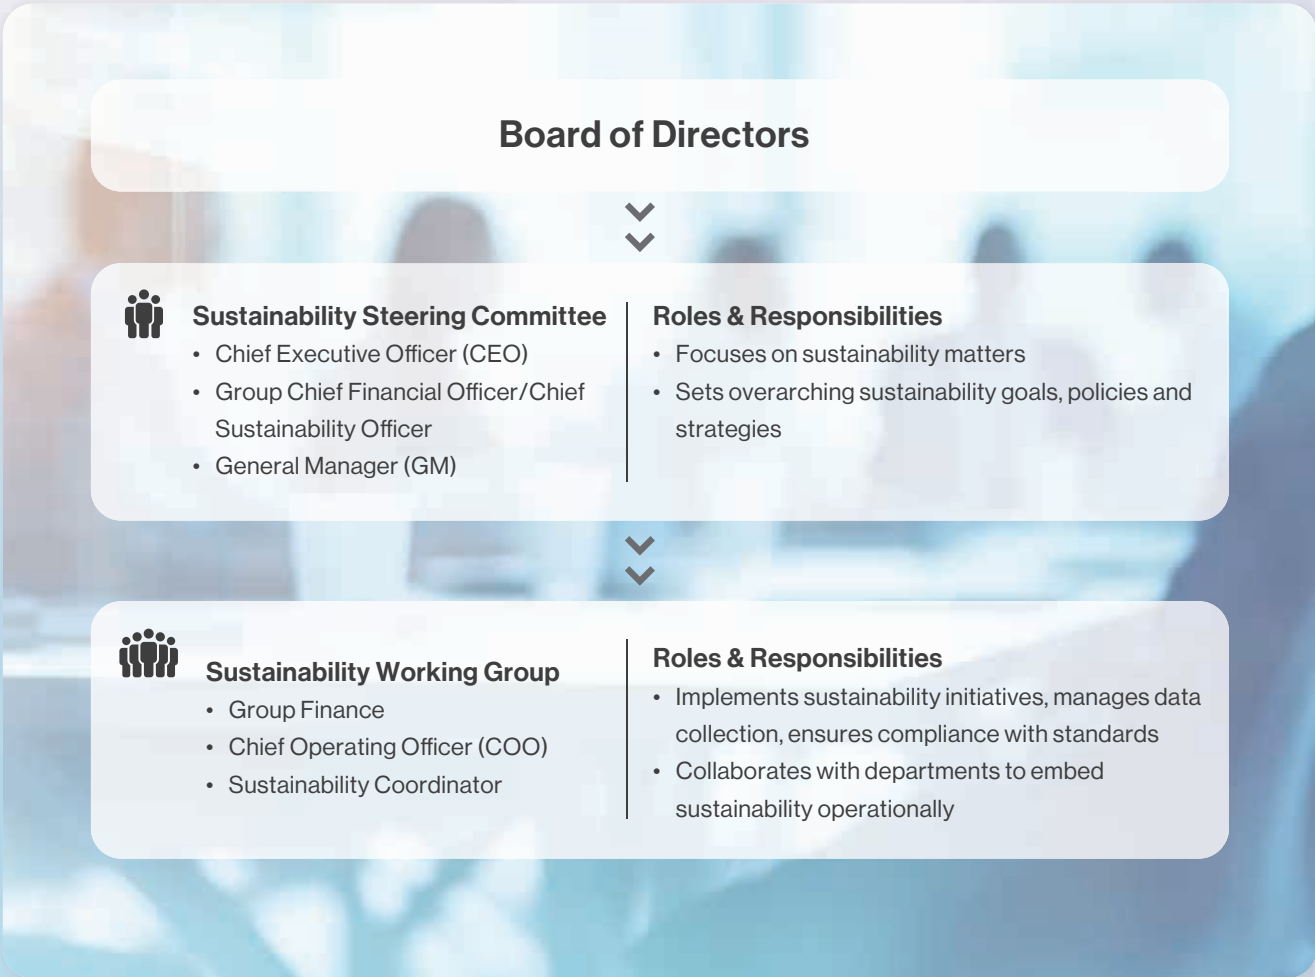 Board of Directors
Sustainability Steering Committee
• Chief Executive Officer (CEO)
• Group Chief Financial Officer/Chief
Sustainability Officer
• General Manager (GM)
Roles & Responsibilities
• Focuses on sustainability matters
• Sets overarching sustainability goals, policies and
strategies
Sustainability Working Group
• Group Finance
• Chief Operating Officer (COO)
• Sustainability Coordinator
Roles & Responsibilities
• Implements sustainability initiatives, manages data
collection, ensures compliance with standards
• Collaborates with departments to embed
sustainability operationally